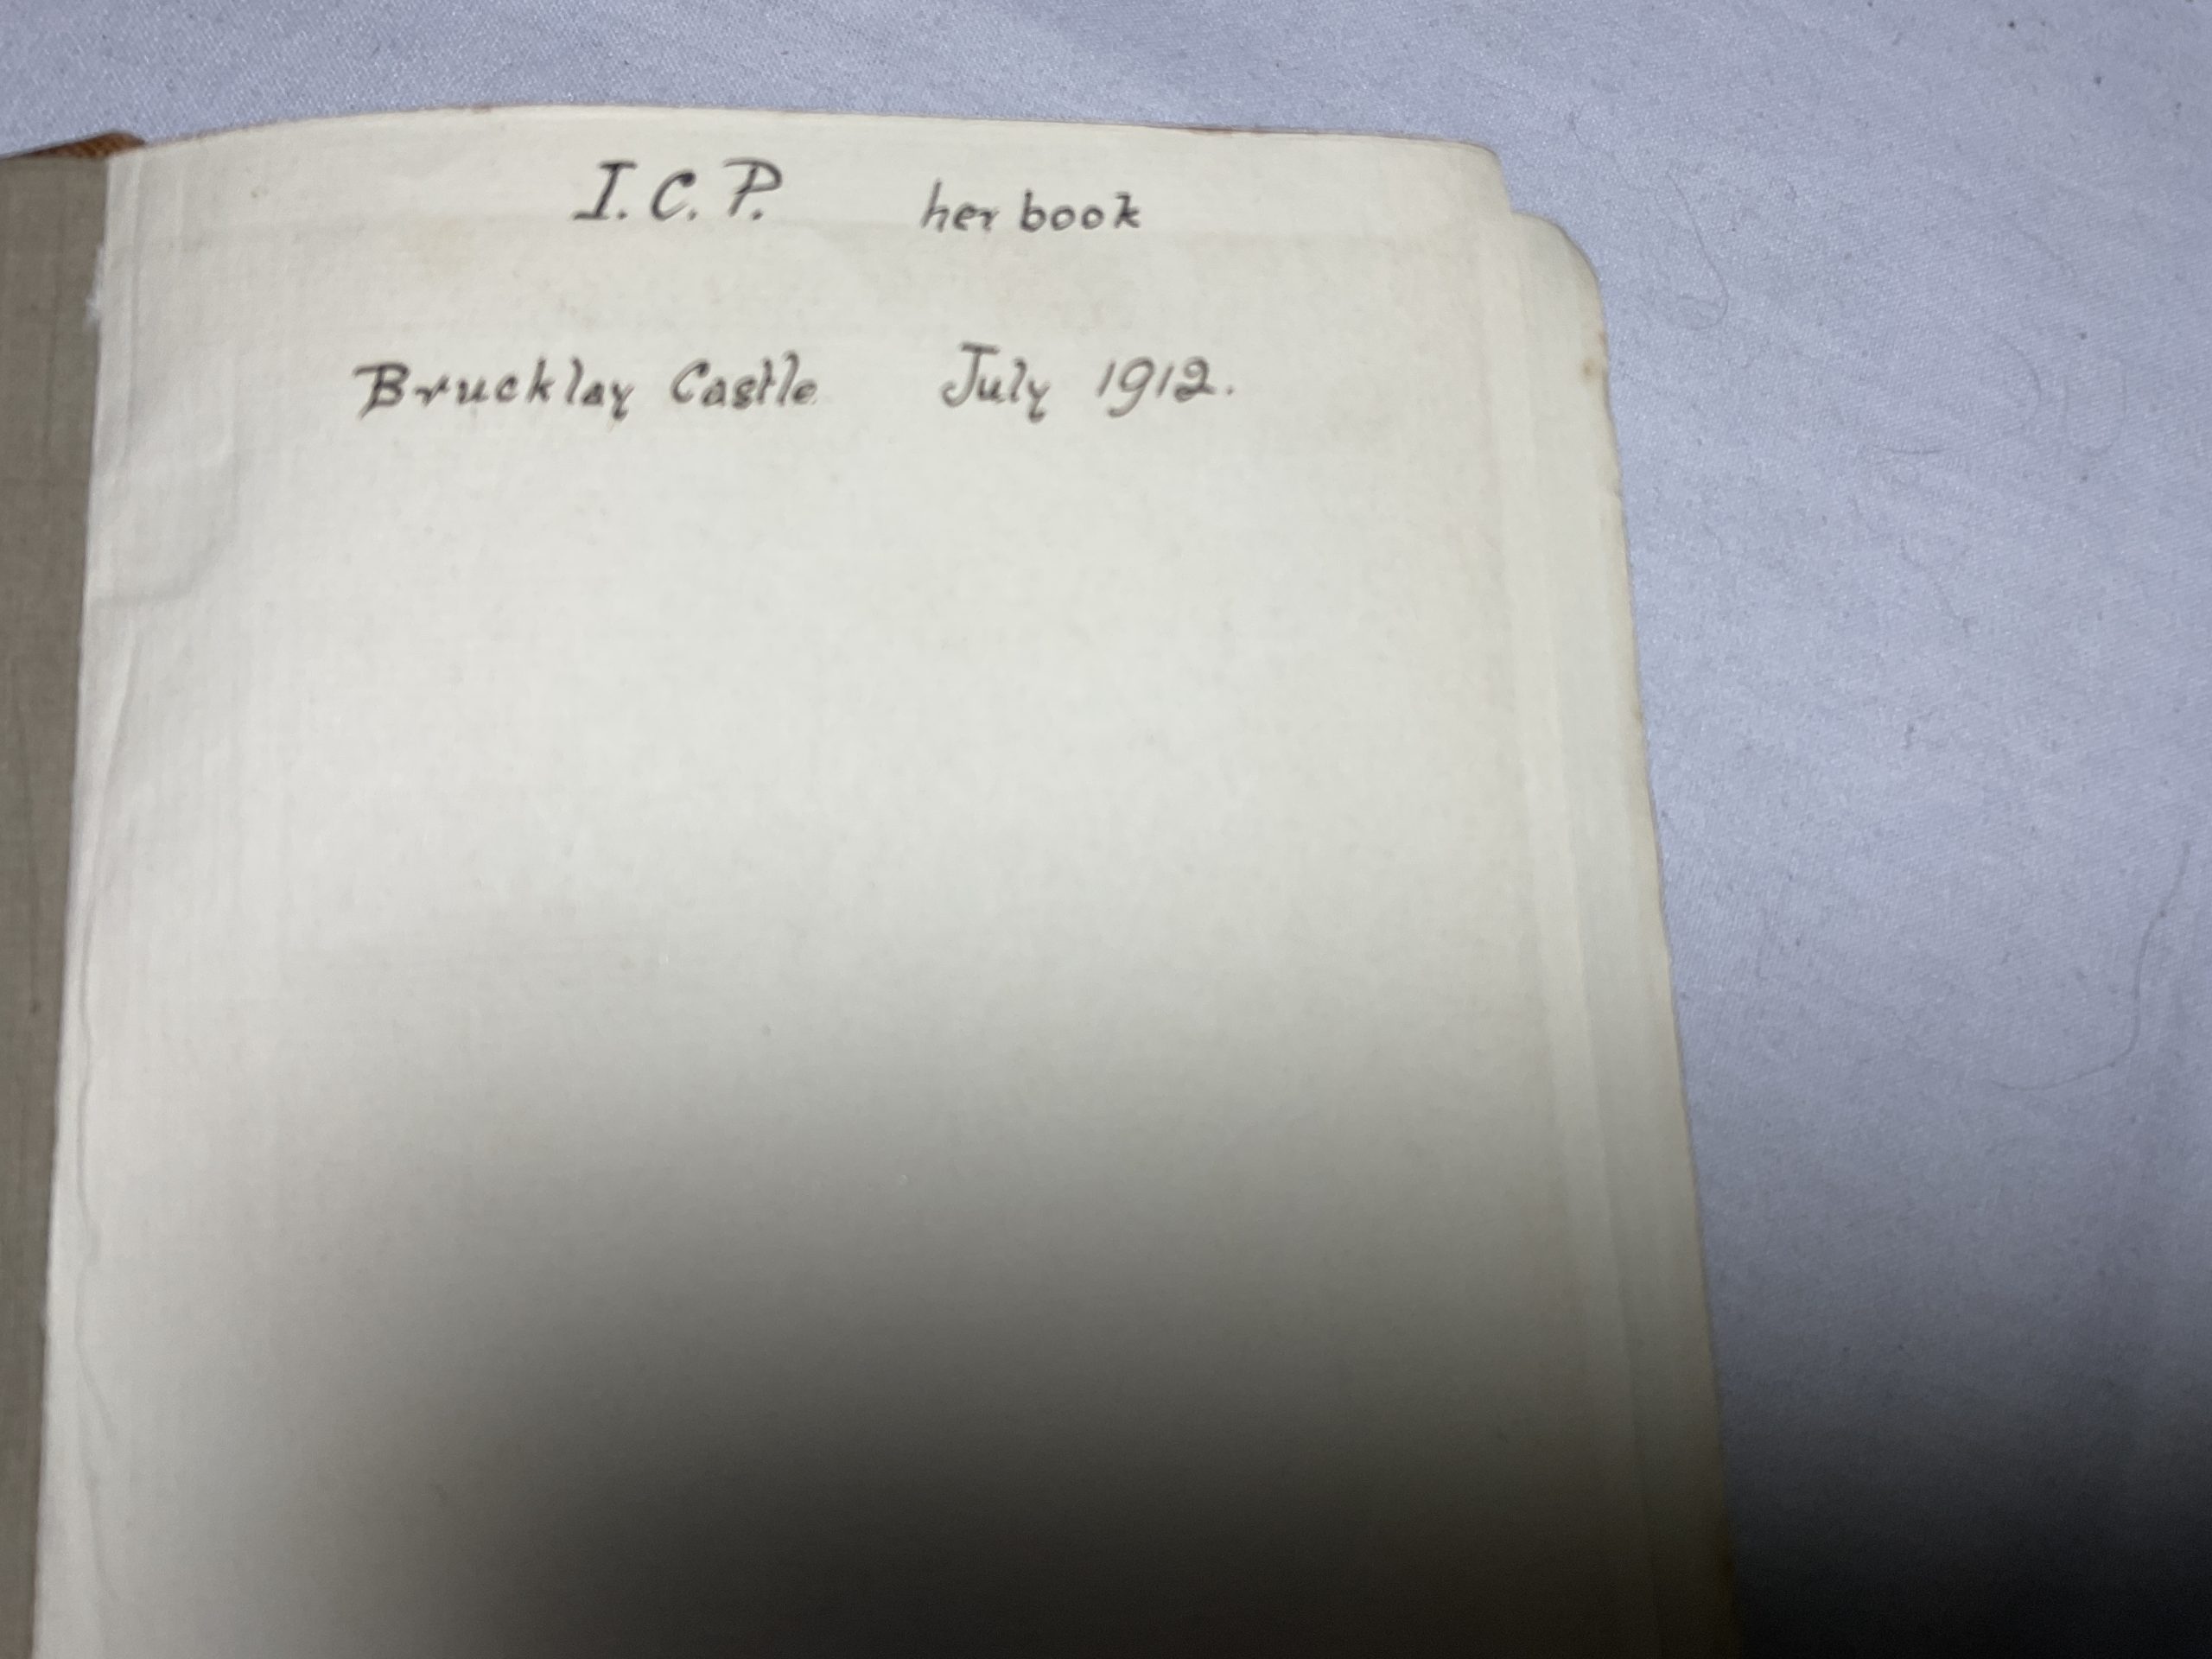 I.C.P. her book
Brucklay Castle July 1912.